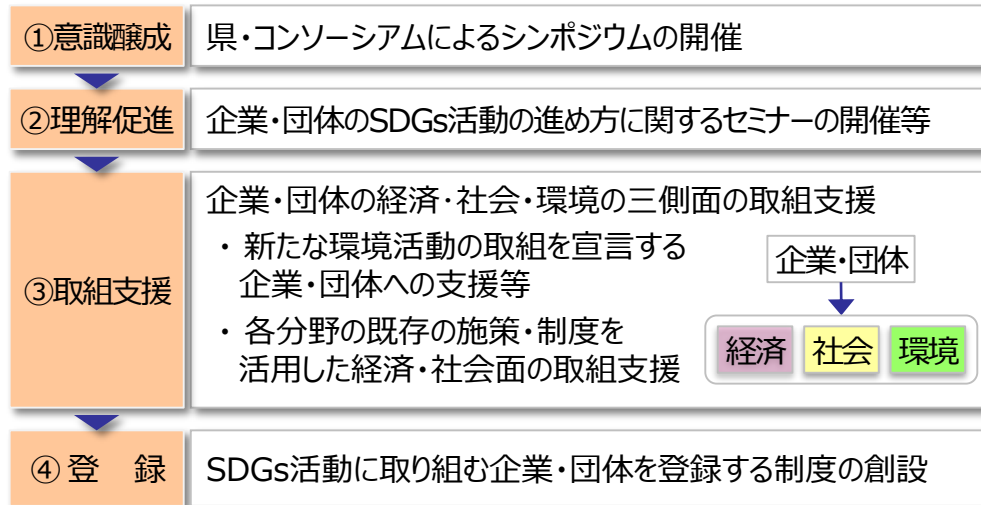 ①意識醸成
県・コンソーシアムによるシンポジウムの開催
②理解促進
企業・団体のSDGs活動の進め方に関するセミナーの開催等
③取組支援
企業・団体の経済・社会・環境の三側面の取組支援
・ 新たな環境活動の取組を宣言する
企業・団体への支援等
・ 各分野の既存の施策・制度を
活用した経済・社会面の取組支援
企業・団体
経済 社会 環境
④登　録
SDGs活動に取り組む企業・団体を登録する制度の創設